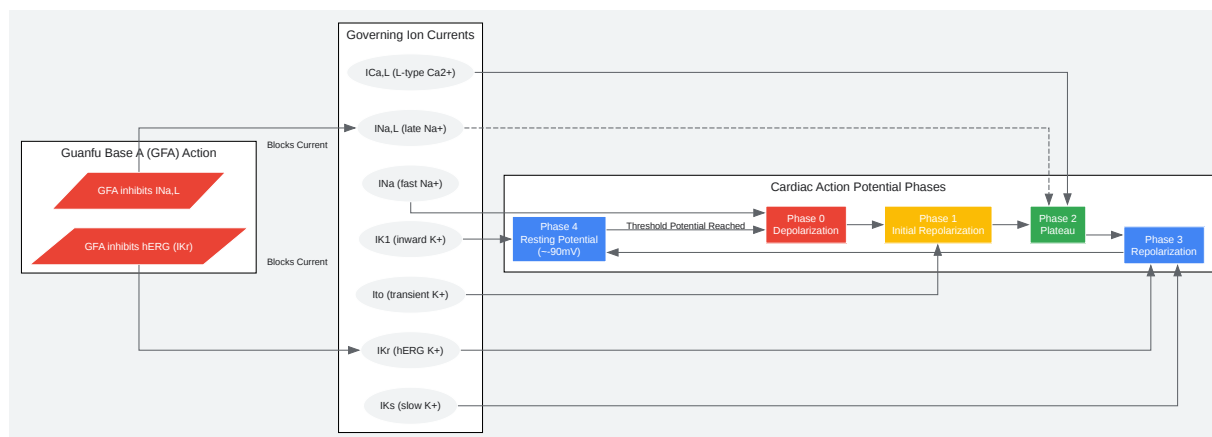 Governing Ion Currents
ICa,L (L-type Ca2+)
INa,L (late Na+)
INa (fast Na+)
IK1 (inward K+)
Ito (transient K+)
IKr (hERG K+)
IKs (slow K+)
Blocks Current
Blocks Current
Guanfu Base A (GFA) Action
GFA inhibits INa,L
GFA inhibits hERG (IKr)
Cardiac Action Potential Phases
Phase 4
Resting Potential
(~-90mV)
Threshold Potential Reached
Phase 0
Depolarization
Phase 1
Initial Repolarization
Phase 2
Plateau
Phase 3
Repolarization